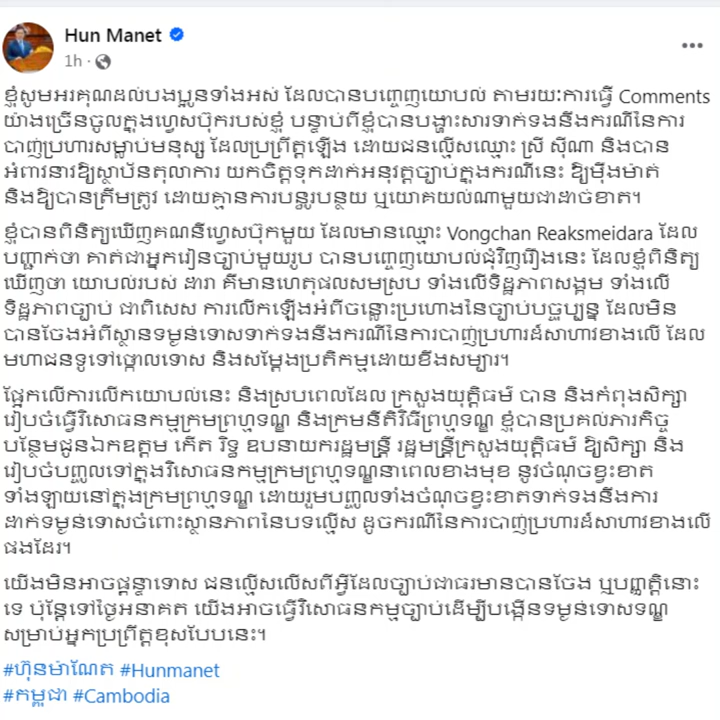 Hun Manet
1h ·
ខ្ញុំសូមអរគុណដល់បងប្អូនទាំងអស់ ដែលបានបញ្ចេញយោបល់ តាមរយៈការធ្វើ Comments
យ៉ាងច្រើនចូលក្នុងហ្វេសប៊ុករបស់ខ្ញុំ បន្ទាប់ពីខ្ញុំបានបង្ហោះសារទាក់ទងនឹងករណីនៃការ
បាញ់ប្រហារសម្លាប់មនុស្ស ដែលប្រព្រឹត្តឡើង ដោយជនល្មើសឈ្មោះ ស្រី ស៊ីណា និងបាន
អំពាវនាវឱ្យស្ថាប័នតុលាការ យកចិត្តទុកដាក់អនុវត្តច្បាប់ក្នុងករណីនេះ ឱ្យម៉ឺងម៉ាត់
និងឱ្យបានត្រឹមត្រូវ ដោយគ្មានការបន្ធូរបន្ថយ ឬយោគយល់ណាមួយជាដាច់ខាត។
ខ្ញុំបានពិនិត្យឃើញគណនីហ្វេសប៊ុកមួយ ដែលមានឈ្មោះ Vongchan Reaksmeidara ដែល
បញ្ជាក់ថា គាត់ជាអ្នករៀនច្បាប់មួយរូប បានបញ្ចេញយោបល់ជុំវិញរឿងនេះ ដែលខ្ញុំពិនិត្យ
ឃើញថា យោបល់របស់ ដារា គឺមានហេតុផលសមស្រប ទាំងលើទិដ្ឋភាពសង្គម ទាំងលើ
ទិដ្ឋភាពច្បាប់ ជាពិសេស ការលើកឡើងអំពីចន្លោះប្រហោងនៃច្បាប់បច្ចុប្បន្ន ដែលមិន
បានចែងអំពីស្ថានទម្ងន់ទោសទាក់ទងនឹងករណីនៃការបាញ់ប្រហារដ៏សាហាវខាងលើ ដែល
មហាជនទូទៅថ្កោលទោស និងសម្តែងប្រតិកម្មដោយខឹងសម្បារ។
ផ្អែកលើការលើកយោបល់នេះ និងស្របពេលដែល ក្រសួងយុត្តិធម៌ បាន និងកំពុងសិក្សា
រៀបចំធ្វើវិសោធនកម្មក្រមព្រហ្មទណ្ឌ និងក្រមនីតិវិធីព្រហ្មទណ្ឌ ខ្ញុំបានប្រគល់ភារកិច្ច
បន្ថែមជូនឯកឧត្តម កើត រិទ្ធ ឧបនាយករដ្ឋមន្ត្រី រដ្ឋមន្ត្រីក្រសួងយុត្តិធម៌ ឱ្យសិក្សា និង
រៀបចំបញ្ចូលទៅក្នុងវិសោធនកម្មក្រមព្រហ្មទណ្ឌនាពេលខាងមុខ នូវចំណុចខ្វះខាត
ទាំងឡាយនៅក្នុងក្រមព្រហ្មទណ្ឌ ដោយរួមបញ្ចូលទាំងចំណុចខ្វះខាតទាក់ទងនឹងការ
ដាក់ទម្ងន់ទោសចំពោះស្ថានភាពនៃបទល្មើស ដូចករណីនៃការបាញ់ប្រហារដ៏សាហាវខាងលើ
ផងដែរ។
យើងមិនអាចផ្តន្ទាទោស ជនល្មើសលើសពីអ្វីដែលច្បាប់ជាធរមានបានចែង ឬបញ្ញត្តិនោះ
ទេ ប៉ុន្តែទៅថ្ងៃអនាគត យើងអាចធ្វើវិសោធនកម្មច្បាប់ដើម្បីបង្កើនទម្ងន់ទោសទណ្ឌ
សម្រាប់អ្នកប្រព្រឹត្តខុសបែបនេះ។
#ហ៊ុនម៉ាណែត #Hunmanet
#កម្ពុជា #Cambodia